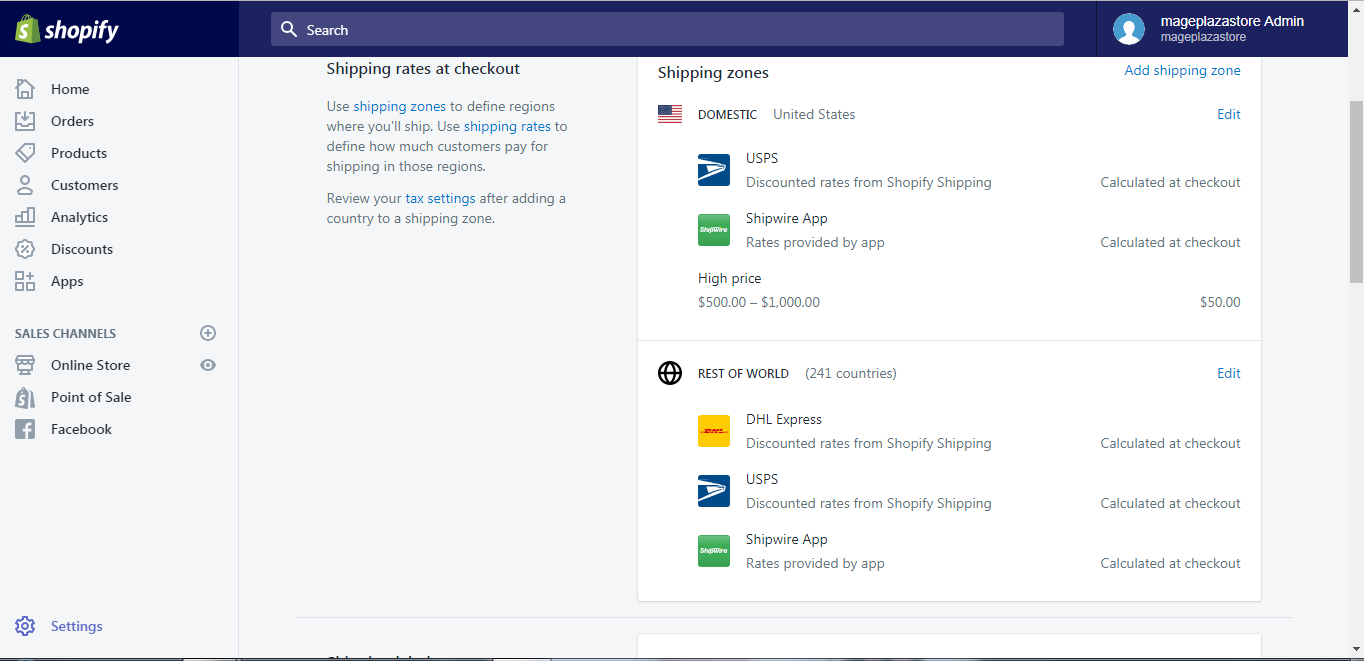 shopify
Search
mageplazastore Admin
mageplazastore
Home
Orders
Products
Customers
Analytics
Discounts
Apps
SALES CHANNELS
Online Store
Point of Sale
Facebook
Settings
Shipping rates at checkout
Use shipping zones to define regions
where you'll ship. Use shipping rates to
define how much customers pay for
shipping in those regions.
Review your tax settings after adding a
country to a shipping zone.
Shipping zones
Add shipping zone
DOMESTIC United States
Edit
USPS
Discounted rates from Shopify Shipping
Calculated at checkout
Shipwire
Shipwire App
Rates provided by app
Calculated at checkout
High price
$500.00 – $1,000.00
$50.00
REST OF WORLD (241 countries)
Edit
DHL
DHL Express
Discounted rates from Shopify Shipping
Calculated at checkout
USPS
Discounted rates from Shopify Shipping
Calculated at checkout
Shipwire
Shipwire App
Rates provided by app
Calculated at checkout